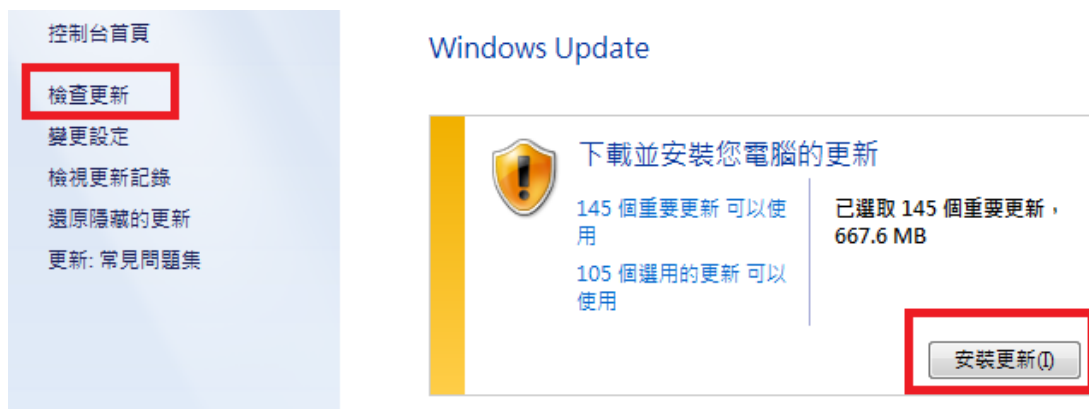 控制台首頁
檢查更新
變更設定
檢視更新記錄
還原隱藏的更新
更新: 常見問題集
Windows Update
下載並安裝您電腦的更新
145 個重要更新 可以使
用
105 個選用的更新 可以
使用
已選取 145 個重要更新，
667.6 MB
安裝更新(I)